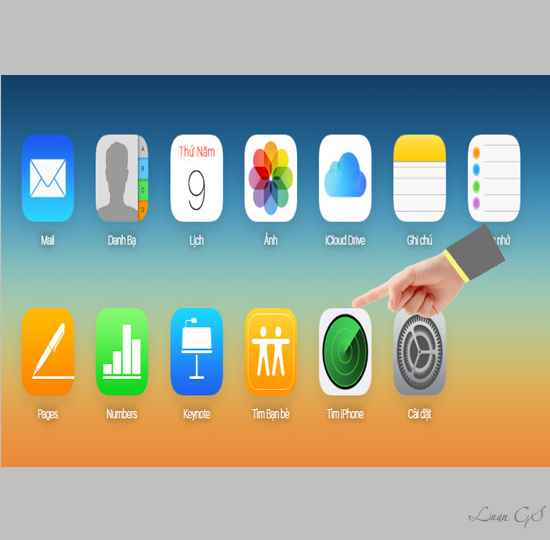 Thứ Năm
9
A
B
C
D
Mail
Danh Bạ
Lịch
Ảnh
iCloud Drive
Ghi chú
nhở
Pages
Numbers
Keynote
Tìm Bạn bè
Tìm iPhone
Cài đặt
Luan GS